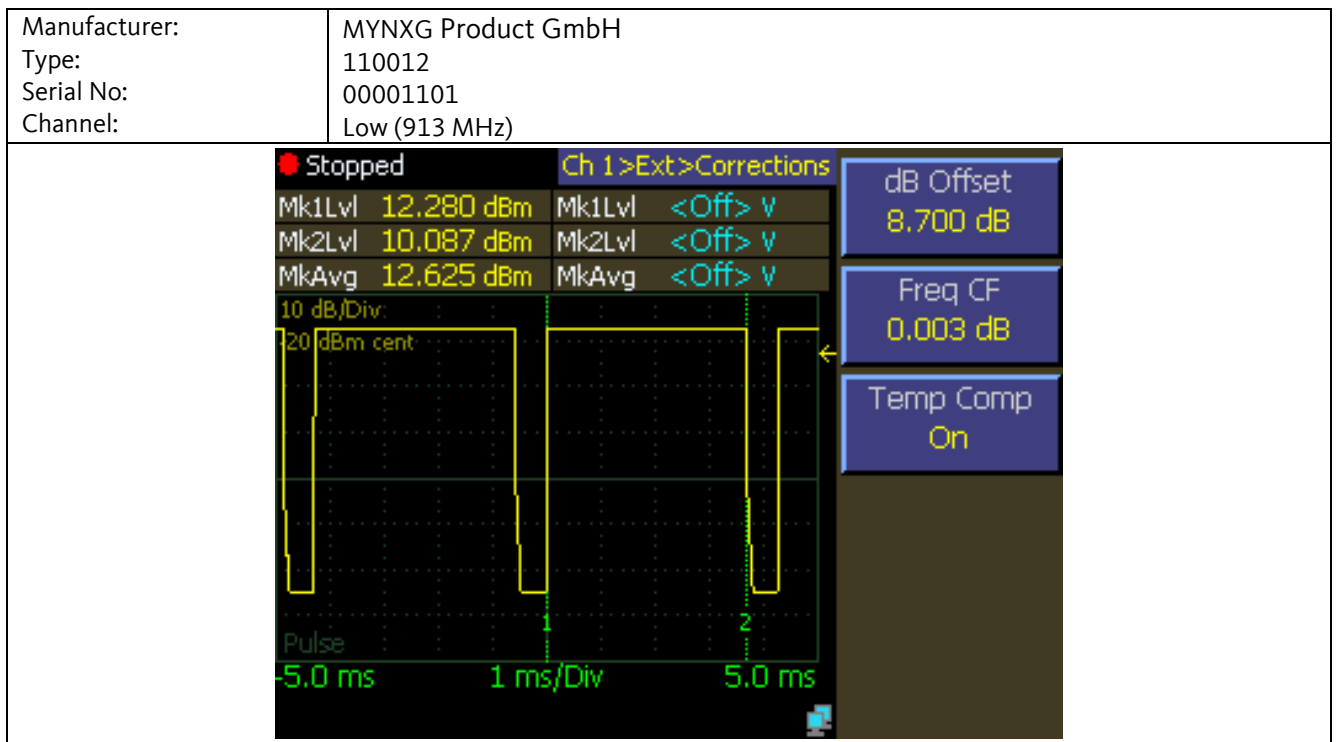 Manufacturer: MYNXG Product GmbH
Type: 110012
Serial No: 00001101
Channel: Low (913 MHz)
Stopped Ch 1>Ext>Corrections
Mk1Lvl 12.280 dBm Mk1Lvl <Off> V
Mk2Lvl 10.087 dBm Mk2Lvl <Off> V
MkAvg 12.625 dBm MkAvg <Off> V
10 dB/Div
-20 dBm cent
1
2
Pulse
-5.0 ms 1 ms/Div 5.0 ms
dB Offset
8.700 dB
Freq CF
0.003 dB
Temp Comp
On